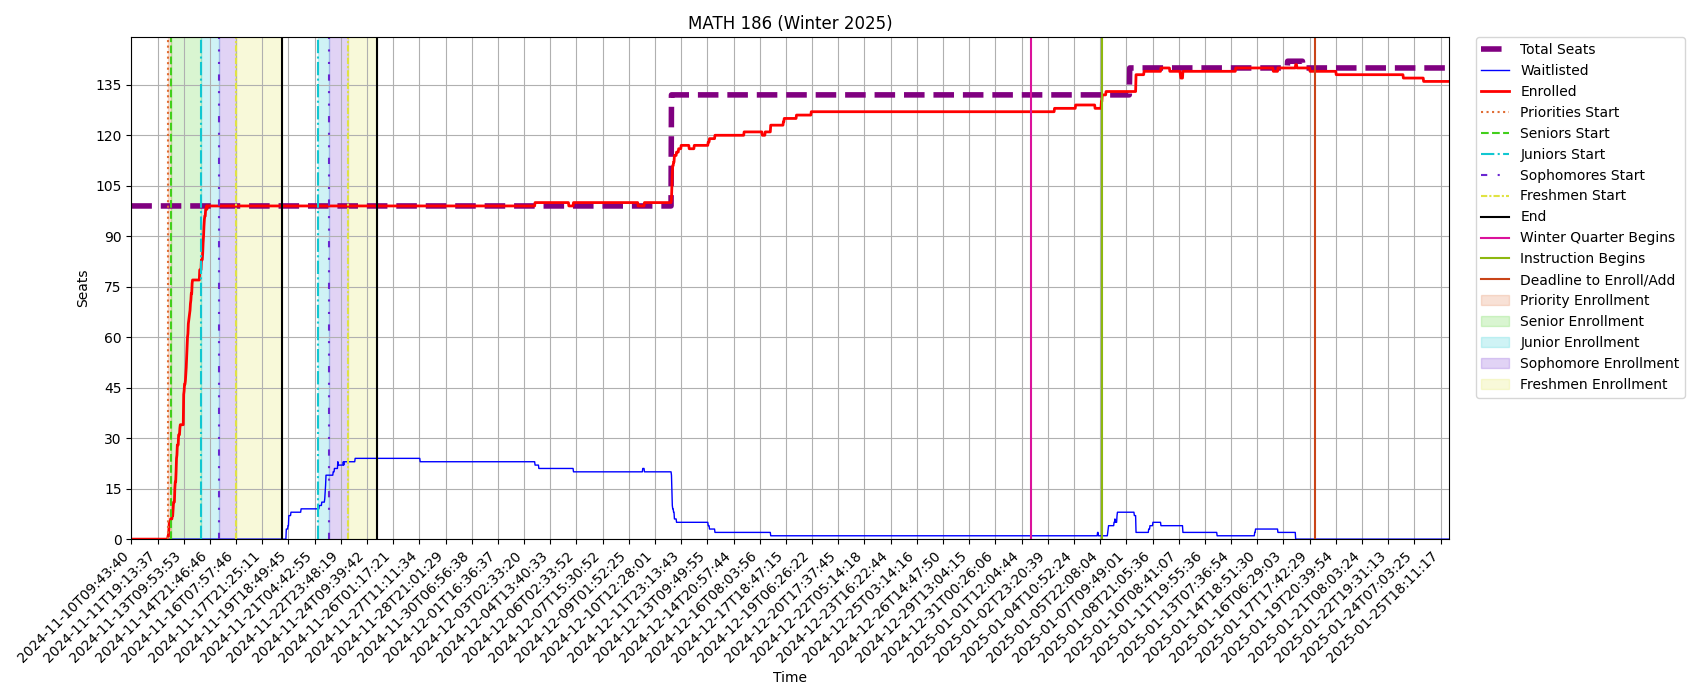 MATH 186 (Winter 2025)
Seats
135
120
105
90
75
60
45
30
15
0
2024-11-10T09:43:40
2024-11-11T19:13:37
2024-11-13T09:53:53
2024-11-14T21:46:46
2024-11-16T07:57:46
2024-11-17T21:25:11
2024-11-19T18:49:45
2024-11-21T04:42:55
2024-11-22T23:48:19
2024-11-24T09:39:42
2024-11-26T01:17:21
2024-11-27T11:11:34
2024-11-28T21:01:29
2024-11-30T06:56:38
2024-12-01T16:36:37
2024-12-03T02:33:20
2024-12-04T13:40:33
2024-12-06T02:33:52
2024-12-07T15:30:52
2024-12-09T01:52:25
2024-12-10T12:28:01
2024-12-11T23:13:43
2024-12-13T09:49:55
2024-12-14T20:57:44
2024-12-16T08:03:56
2024-12-17T18:47:15
2024-12-19T06:26:22
2024-12-20T17:37:45
2024-12-22T05:14:18
2024-12-23T16:22:44
2024-12-25T03:14:16
2024-12-26T14:47:50
2024-12-29T13:04:15
2024-12-31T00:26:06
2025-01-01T12:04:44
2025-01-02T23:20:39
2025-01-04T10:52:24
2025-01-05T22:08:04
2025-01-07T09:49:01
2025-01-08T21:05:36
2025-01-10T08:41:07
2025-01-11T19:55:36
2025-01-13T07:36:54
2025-01-14T18:51:30
2025-01-16T06:29:03
2025-01-17T17:42:29
2025-01-19T20:39:54
2025-01-21T08:03:24
2025-01-22T19:31:13
2025-01-24T07:03:25
2025-01-25T18:11:17
Time
Total Seats
Waitlisted
Enrolled
Priorities Start
Seniors Start
Juniors Start
Sophomores Start
Freshmen Start
End
Winter Quarter Begins
Instruction Begins
Deadline to Enroll/Add
Priority Enrollment
Senior Enrollment
Junior Enrollment
Sophomore Enrollment
Freshmen Enrollment